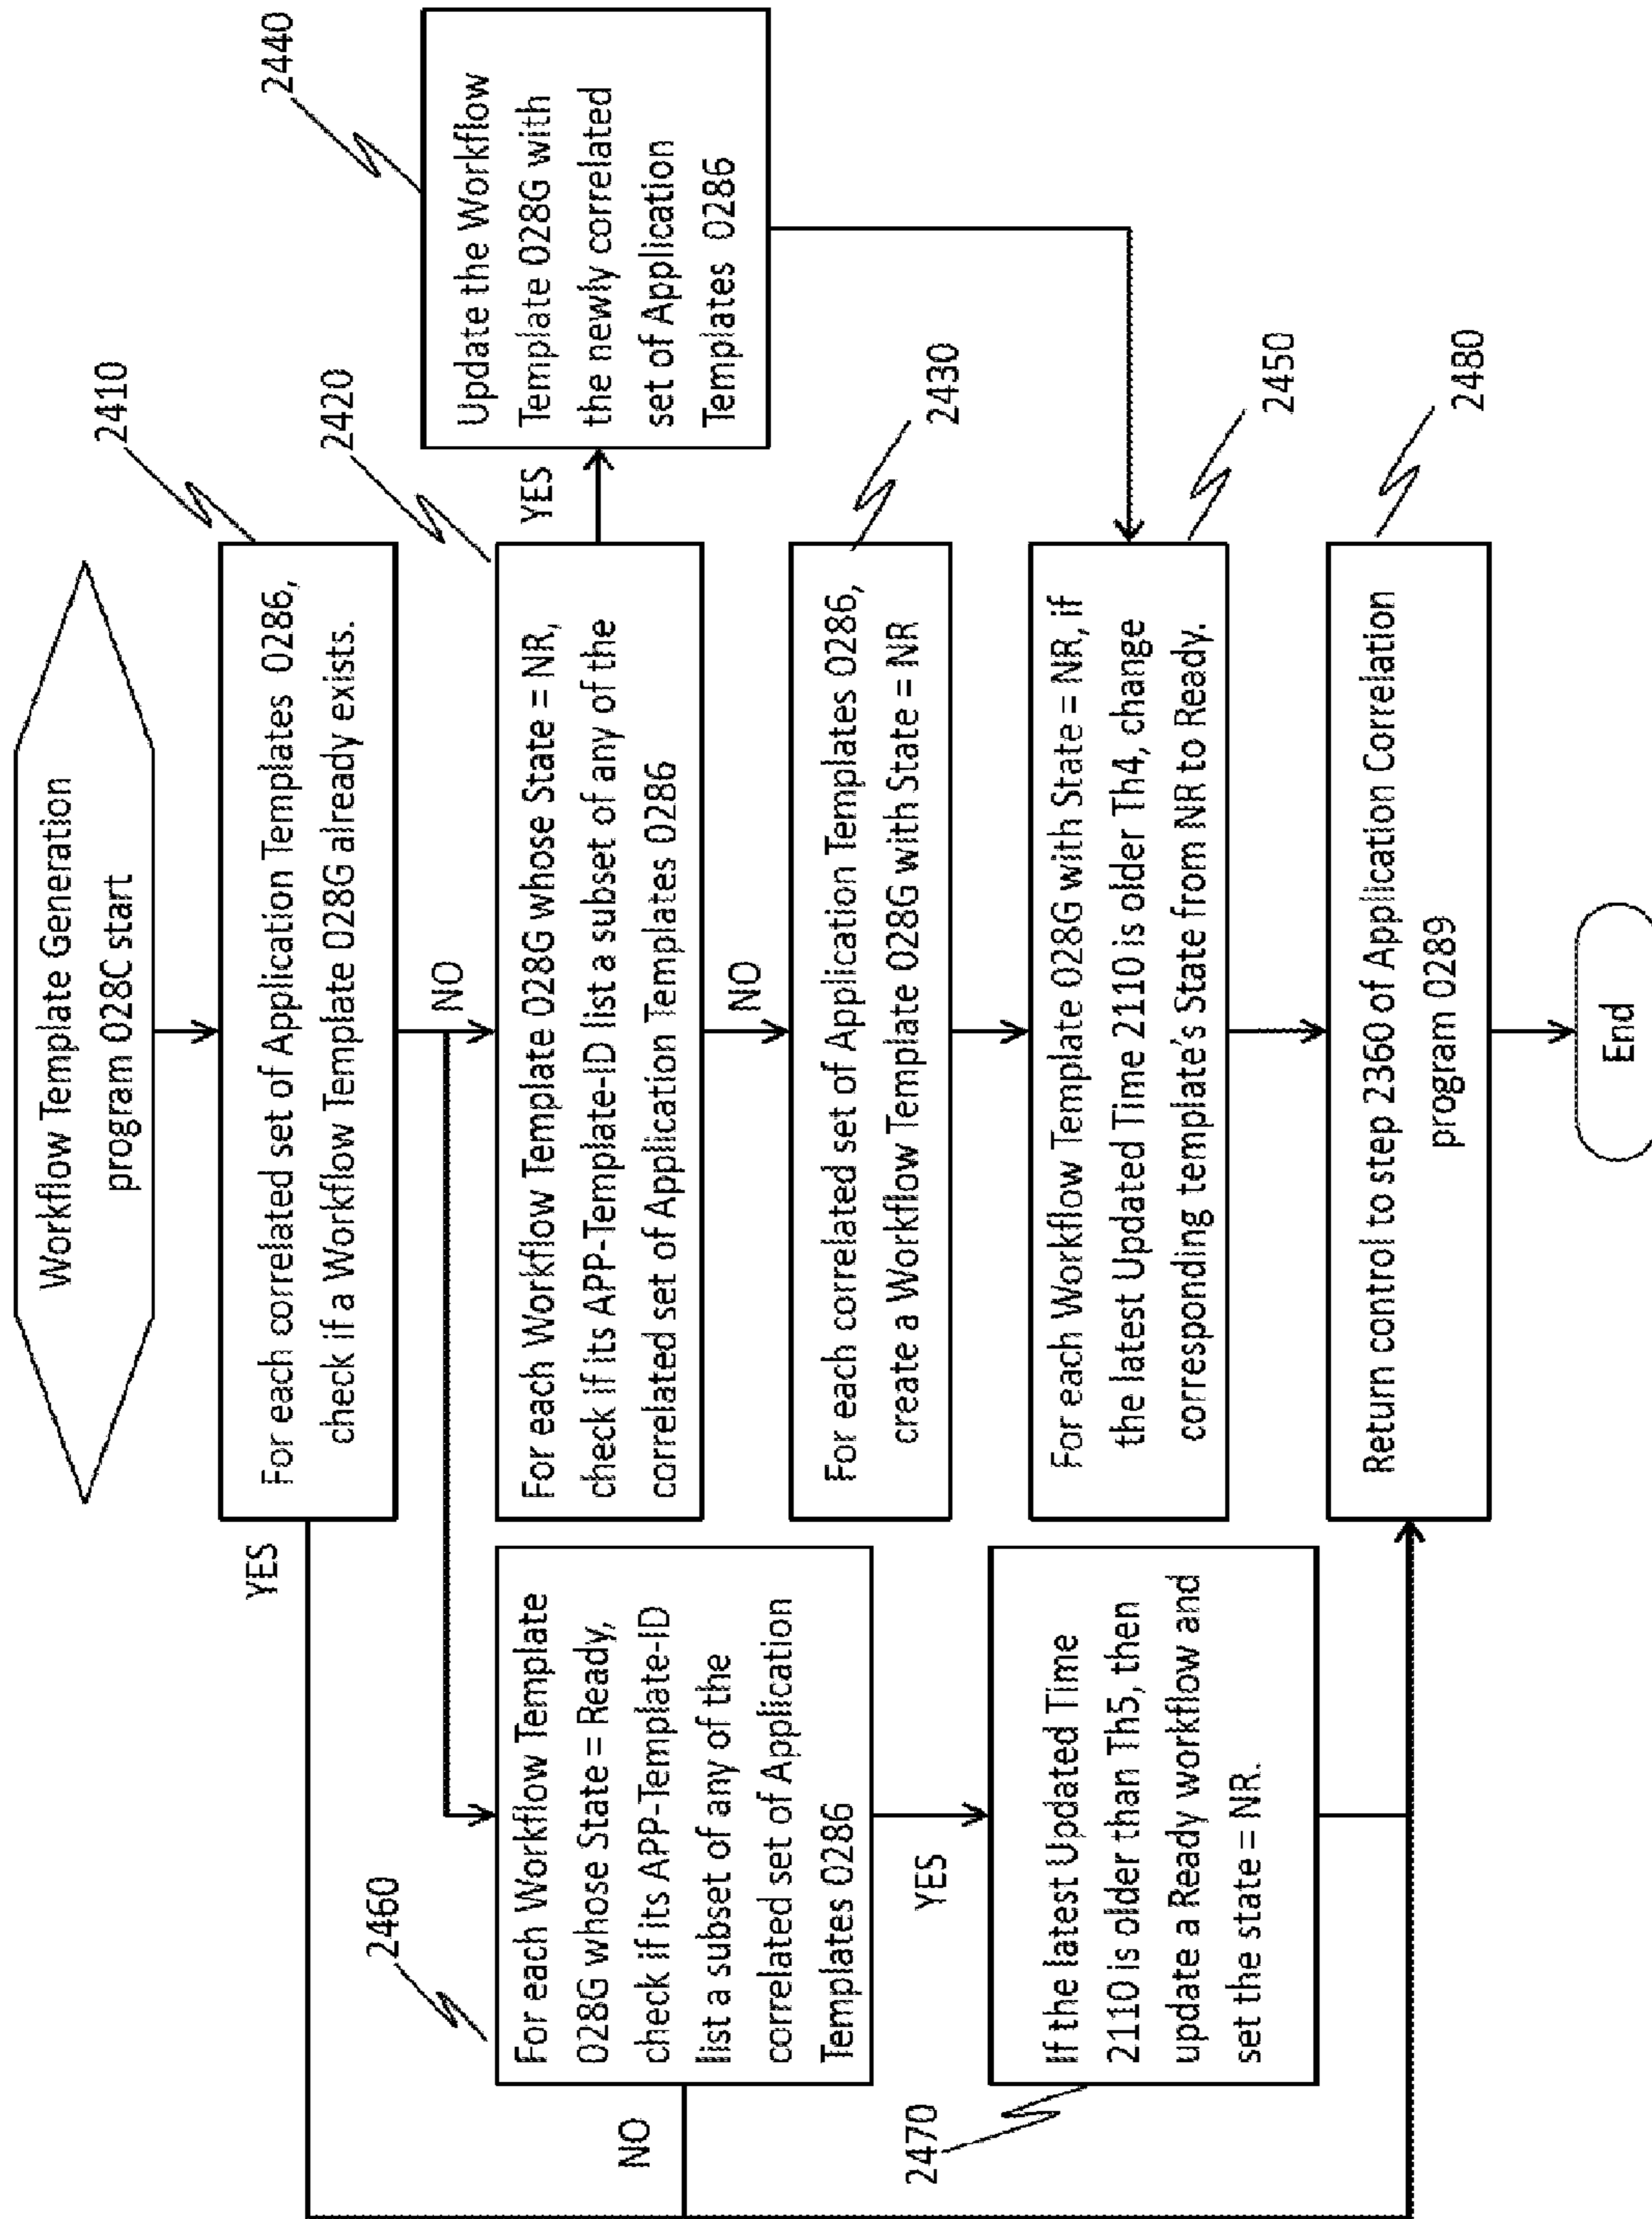 Workflow Template Generation
program 028C start
2410
For each correlated set of Application Templates 0286,
check if a Workflow Template 028G already exists.
YES
NO
2420
For each Workflow Template 028G whose State = NR,
check if its APP-Template-ID list a subset of any of the
correlated set of Application Templates 0286
YES
2440
Update the Workflow
Template 028G with
the newly correlated
set of Application
Templates 0286
NO
2430
For each correlated set of Application Templates 0286,
create a Workflow Template 028G with State = NR
2450
For each Workflow Template 028G with State = NR, if
the latest Updated Time 2110 is older Th4, change
corresponding template's State from NR to Ready.
2460
For each Workflow Template
028G whose State = Ready,
check if its APP-Template-ID
list a subset of any of the
correlated set of Application
Templates 0286
NO
YES
2470
If the latest Updated Time
2110 is older than Th5, then
update a Ready workflow and
set the state = NR.
2480
Return control to step 2360 of Application Correlation
program 0289
End